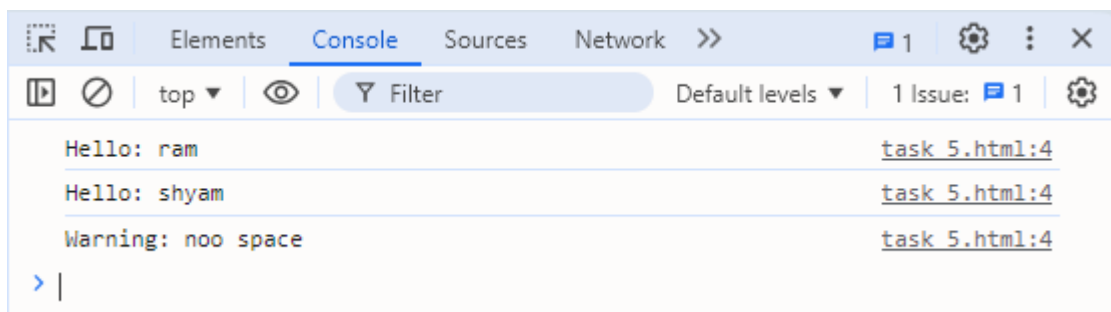 Elements Console Sources Network 1
top Filter Default levels 1 Issue: 1
Hello: ram task 5.html:4
Hello: shyam task 5.html:4
Warning: noo space task 5.html:4